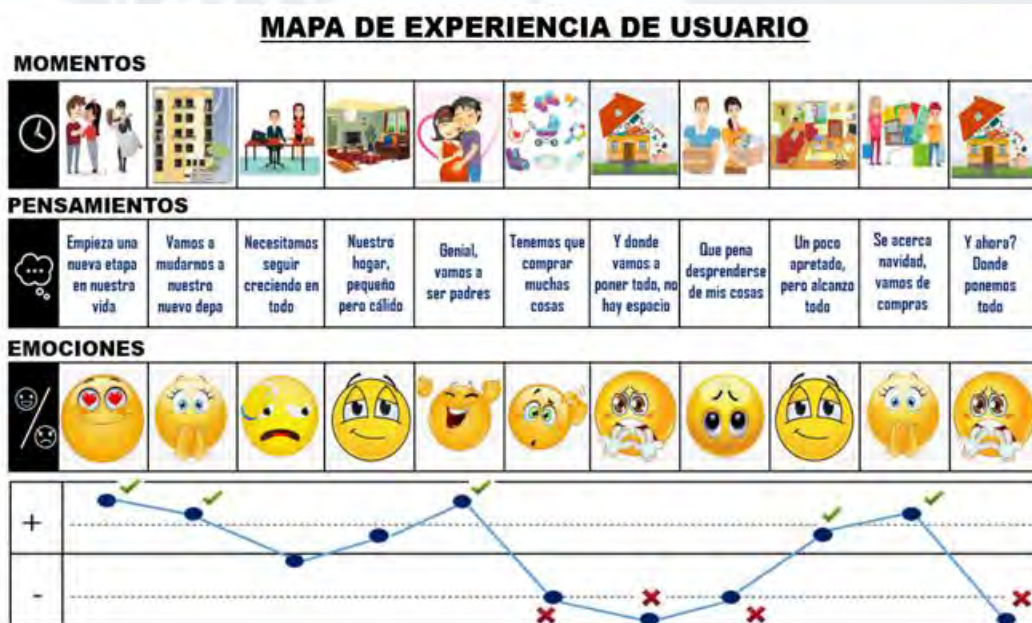 MAPA DE EXPERIENCIA DE USUARIO
MOMENTOS
PENSAMIENTOS
Empieza una
nueva etapa
en nuestra
vida
Vamos a
mudarnos a
nuestro
nuevo depa
Necesitamos
seguir
creciendo en
todo
Nuestro
hogar,
pequeño
pero cálido
Genial,
vamos a
ser padres
Tenemos que
comprar
muchas
cosas
Y donde
vamos a
poner todo, no
hay espacio
Que pena
desprenderse
de mis cosas
Un poco
apretado,
pero alcanzo
todo
Se acerca
navidad,
vamos de
compras
Y ahora?
Donde
ponemos
todo
EMOCIONES
+
-